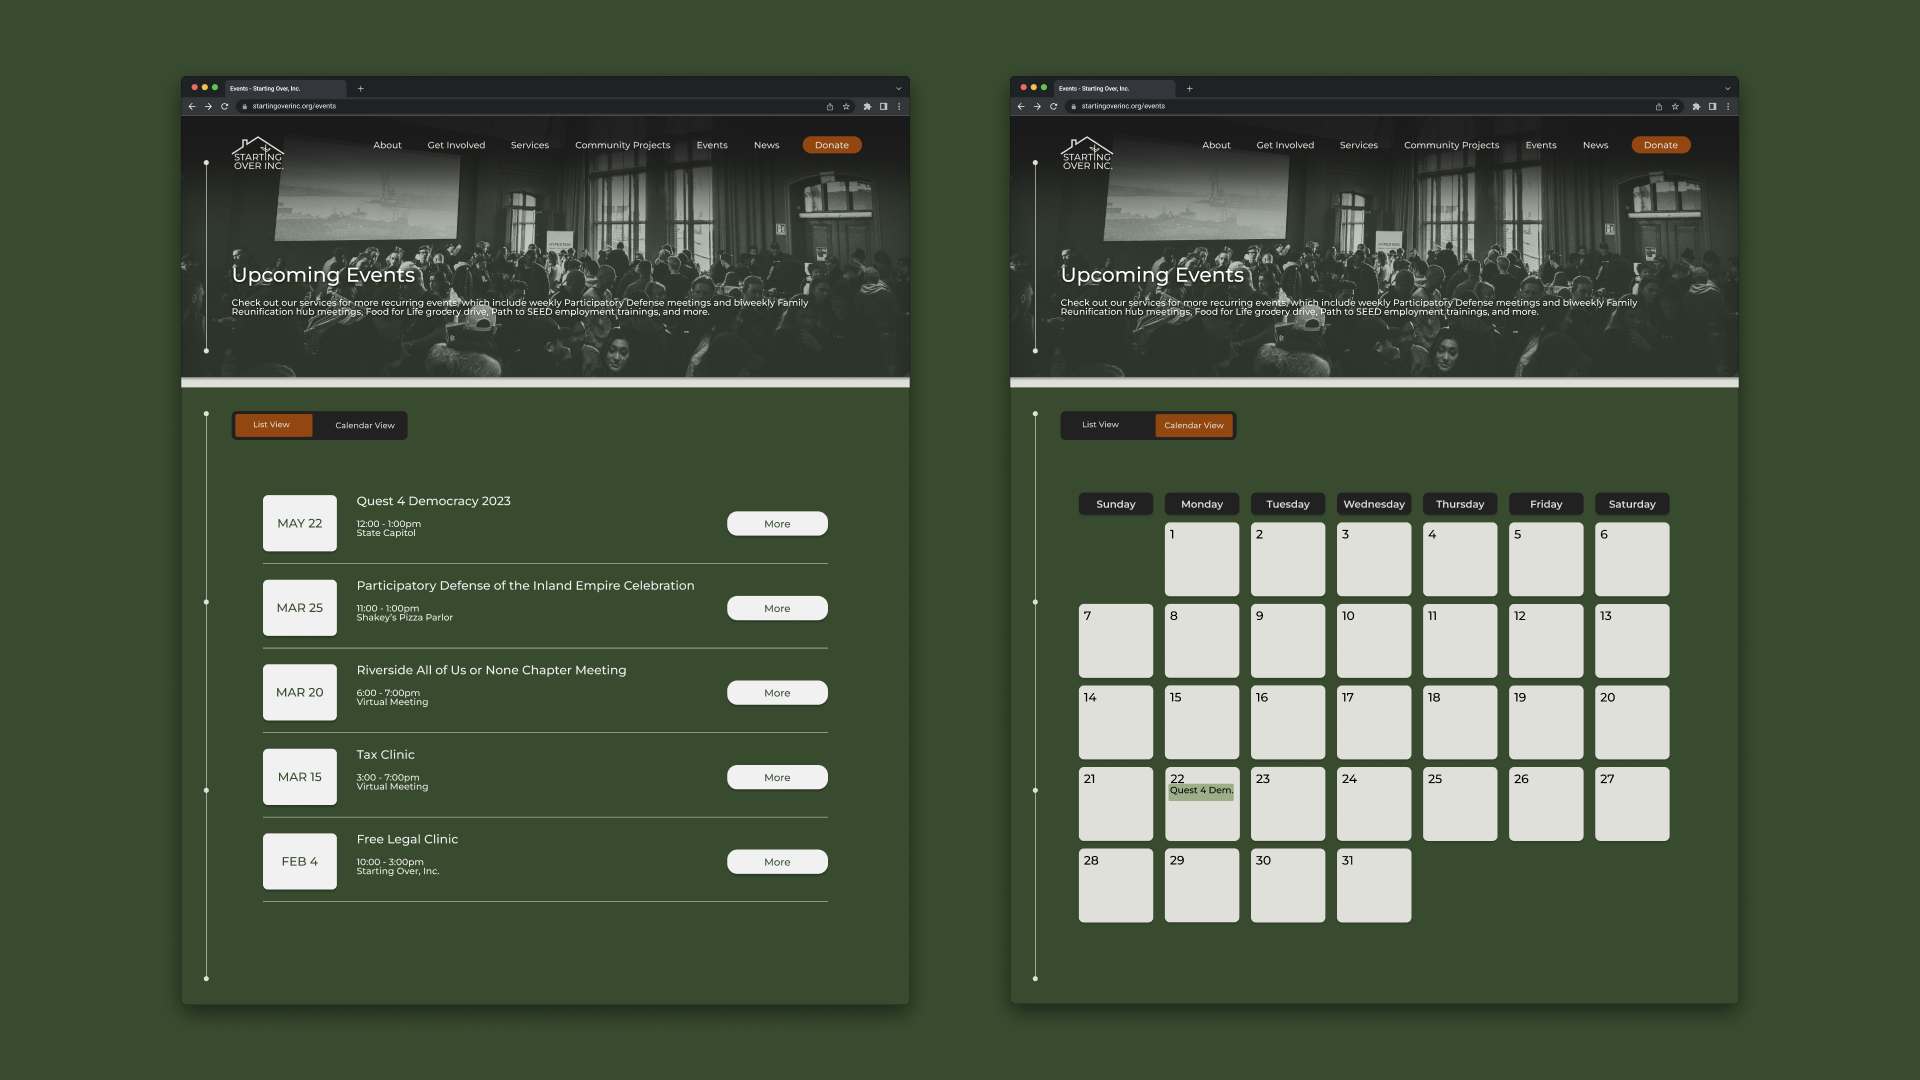 Events - Starting Over, Inc.
startingoverinc.org/events
STARTING
OVER INC.
About
Get Involved
Services
Community Projects
Events
News
Donate
Upcoming Events
Check out our services for more recurring events, which include weekly Participatory Defense meetings and biweekly Family
Reunification hub meetings, Food for Life grocery drive, Path to SEED employment trainings, and more.
List View
Calendar View
MAY 22
Quest 4 Democracy 2023
12:00 - 1:00pm
State Capitol
More
MAR 25
Participatory Defense of the Inland Empire Celebration
11:00 - 1:00pm
Shakey's Pizza Parlor
More
MAR 20
Riverside All of Us or None Chapter Meeting
6:00 - 7:00pm
Virtual Meeting
More
MAR 15
Tax Clinic
3:00 - 7:00pm
Virtual Meeting
More
FEB 4
Free Legal Clinic
10:00 - 3:00pm
Starting Over, Inc.
More
Events - Starting Over, Inc.
startingoverinc.org/events
STARTING
OVER INC.
About
Get Involved
Services
Community Projects
Events
News
Donate
Upcoming Events
Check out our services for more recurring events, which include weekly Participatory Defense meetings and biweekly Family
Reunification hub meetings, Food for Life grocery drive, Path to SEED employment trainings, and more.
List View
Calendar View
Sunday Monday Tuesday Wednesday Thursday Friday Saturday
1 2 3 4 5 6
7 8 9 10 11 12 13
14 15 16 17 18 19 20
21 22 23 24 25 26 27
Quest 4 Dem.
28 29 30 31